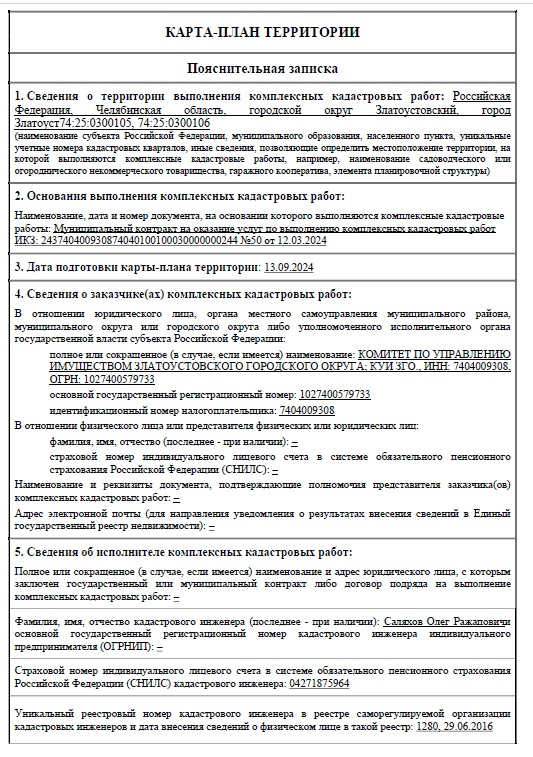 КАРТА-ПЛАН ТЕРРИТОРИИ
Пояснительная записка
1. Сведения о территории выполнения комплексных кадастровых работ: Российская
Федерация, Челябинская область, городской округ Златоустовский, город
Златоуст74:25:0300105, 74:25:0300106
(наименование субъекта Российской Федерации, муниципального образования, населенного пункта, уникальные
учетные номера кадастровых кварталов, иные сведения, позволяющие определить местоположение территории, на
которой выполняются комплексные кадастровые работы, например, наименование садоводческого или
огороднического некоммерческого товарищества, гаражного кооператива, элемента планировочной структуры)
2. Основания выполнения комплексных кадастровых работ:
Наименование, дата и номер документа, на основании которого выполняются комплексные кадастровые
работы: Муниципальный контракт на оказание услуг по выполнению комплексных кадастровых работ
ИКЗ: 243740400930874040100100030000000244 №50 от 12.03.2024
3. Дата подготовки карты-плана территории: 13.09.2024
4. Сведения о заказчике(ах) комплексных кадастровых работ:
В отношении юридического лица, органа местного самоуправления муниципального района,
муниципального округа или городского округа либо уполномоченного исполнительного органа
государственной власти субъекта Российской Федерации:
полное или сокращенное (в случае, если имеется) наименование: КОМИТЕТ ПО УПРАВЛЕНИЮ
ИМУЩЕСТВОМ ЗЛАТОУСТОВСКОГО ГОРОДСКОГО ОКРУГА; КУИ ЗГО., ИНН: 7404009308,
ОГРН: 1027400579733
основной государственный регистрационный номер: 1027400579733
идентификационный номер налогоплательщика: 7404009308
В отношении физического лица или представителя физических или юридических лиц:
фамилия, имя, отчество (последнее - при наличии): –
страховой номер индивидуального лицевого счета в системе обязательного пенсионного
страхования Российской Федерации (СНИЛС): –
Наименование и реквизиты документа, подтверждающие полномочия представителя заказчика(ов)
комплексных кадастровых работ: –
Адрес электронной почты (для направления уведомления о результатах внесения сведений в Единый
государственный реестр недвижимости): –
5. Сведения об исполнителе комплексных кадастровых работ:
Полное или сокращенное (в случае, если имеется) наименование и адрес юридического лица, с которым
заключен государственный или муниципальный контракт либо договор подряда на выполнение
комплексных кадастровых работ: –
Фамилия, имя, отчество кадастрового инженера (последнее - при наличии): Саляхов Олег Ражаповичи
основной государственный регистрационный номер кадастрового инженера индивидуального
предпринимателя (ОГРНИП): –
Страховой номер индивидуального лицевого счета в системе обязательного пенсионного страхования
Российской Федерации (СНИЛС) кадастрового инженера: 04271875964
Уникальный реестровый номер кадастрового инженера в реестре саморегулируемой организации
кадастровых инженеров и дата внесения сведений о физическом лице в такой реестр: 1280, 29.06.2016